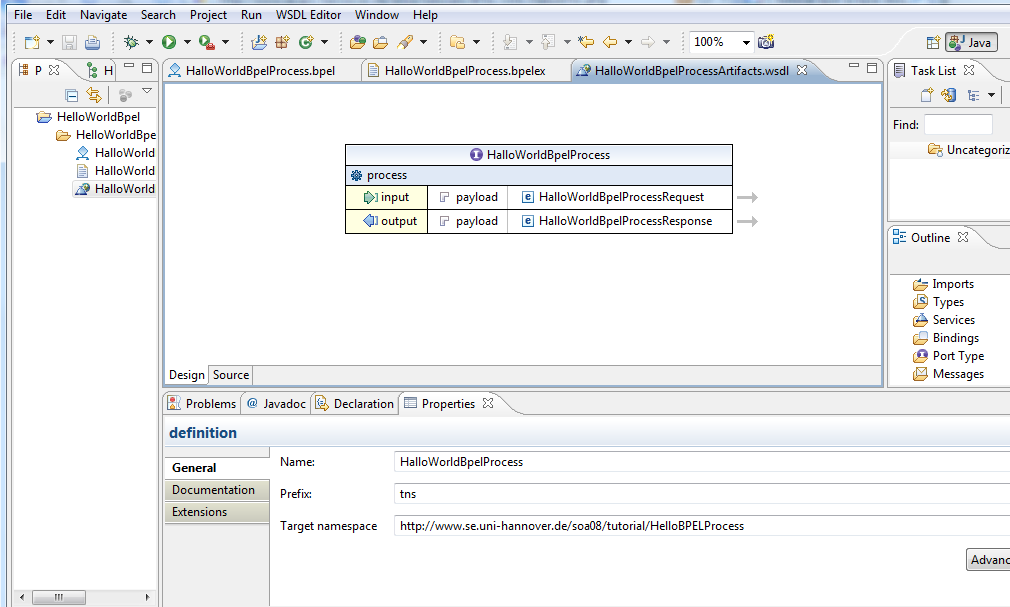 File Edit Navigate Search Project Run WSDL Editor Window Help
100% Java
P H
HelloWorldBpel
HelloWorldBpe
HalloWorld
HalloWorld
HalloWorld
HalloWorldBpelProcess.bpel HalloWorldBpelProcess.bpelex HalloWorldBpelProcessArtifacts.wsdl
HalloWorldBpelProcess
process
input payload HalloWorldBpelProcessRequest
output payload HalloWorldBpelProcessResponse
Design Source
Task List
Find:
Uncategoriz
Outline
Imports
Types
Services
Bindings
Port Type
Messages
Problems @ Javadoc Declaration Properties
definition
General
Documentation
Extensions
Name: HalloWorldBpelProcess
Prefix: tns
Target namespace http://www.se.uni-hannover.de/soa08/tutorial/HelloBPELProcess
Advanc